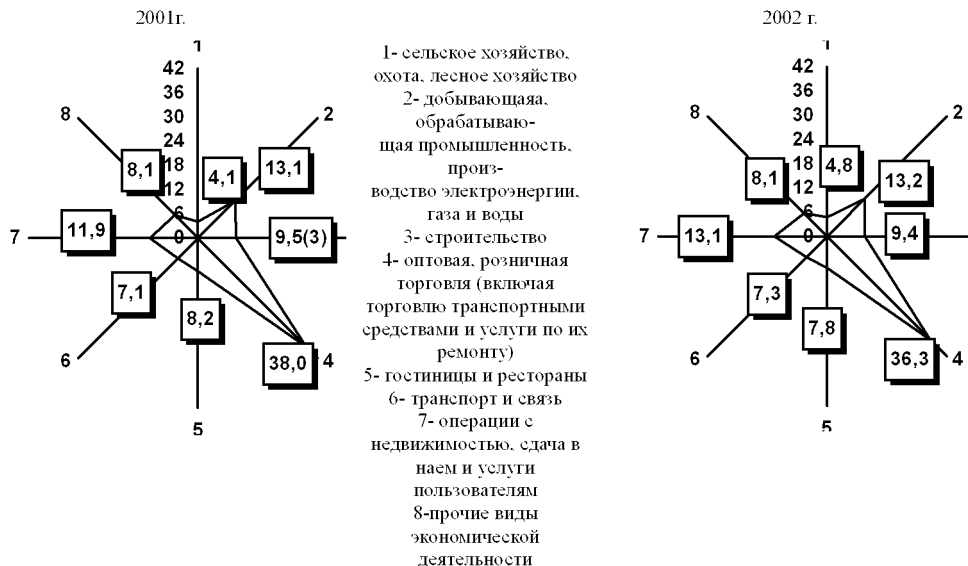 2001г.
1
42
36
30
24
18
12
6
0
8
2
8,1
4,1
13,1
7
11,9
9,5(3)
7,1
8,2
6
38,0
4
5
1- сельское хозяйство,
охота, лесное хозяйство
2- добывающаяа,
обрабатываю-
щая промышленность,
произ-
водство электроэнергии,
газа и воды
3- строительство
4- оптовая, розничная
торговля (включая
торговлю транспортными
средствами и услуги по их
ремонту)
5- гостиницы и рестораны
6- транспорт и связь
7- операции с
недвижимостью, сдача в
наем и услуги
пользователям
8-прочие виды
экономической
деятельности
2002 г.
1
42
36
30
24
18
12
6
0
8
2
8,1
4,8
13,2
7
13,1
9,4
7,3
7,8
6
36,3
4
5